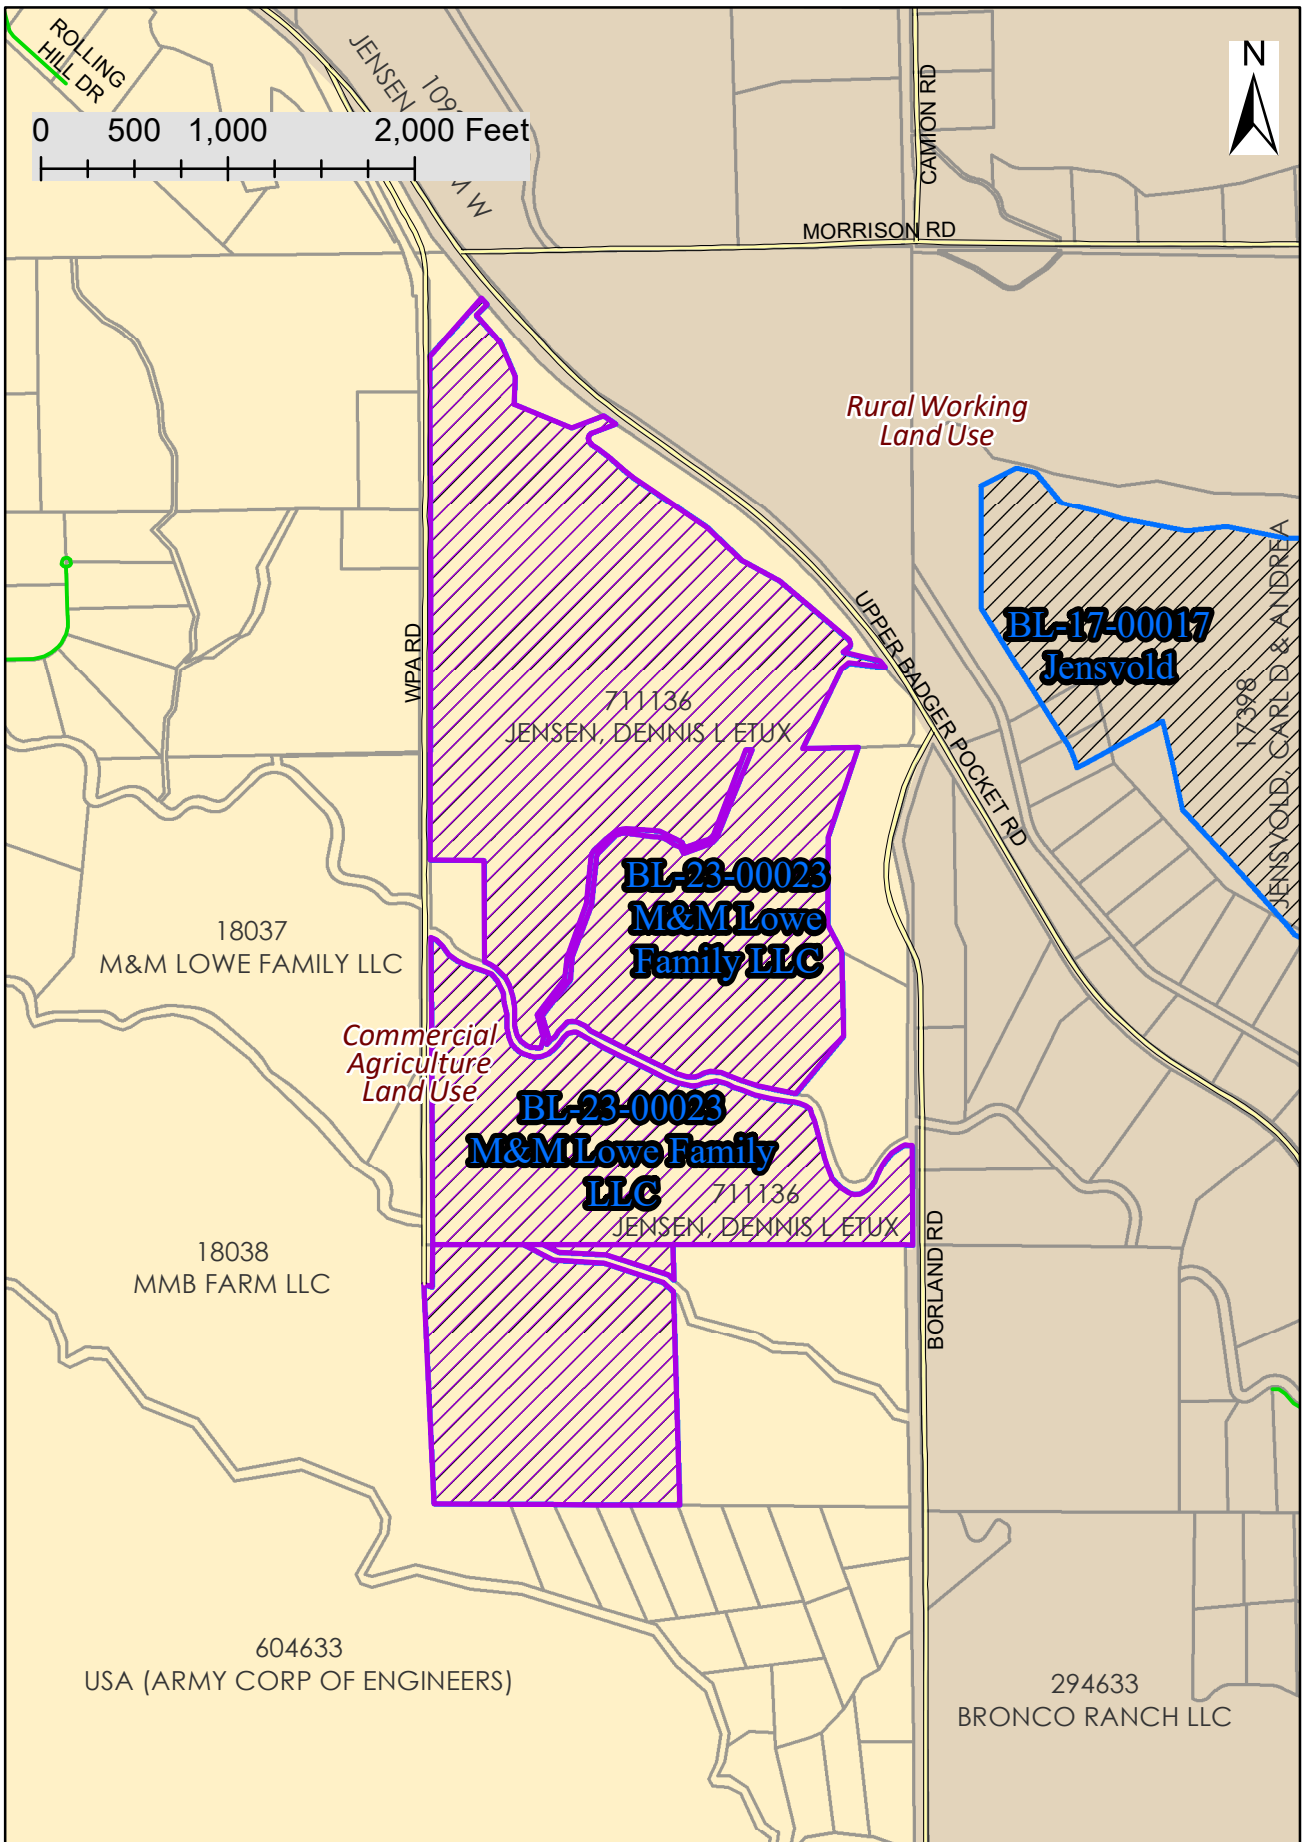 ROLLING
HILL DR
N
0 500 1,000 2,000 Feet
JENSEN
109
M W
CAMION RD
MORRISON RD
Rural Working
Land Use
BL-17-00017
Jensvold
17398
JENSVOLD, CARL D & ANDREA
WPA RD
UPPER BADGER POCKET RD
711136
JENSEN, DENNIS L ETUX
BL-23-00023
M&M Lowe
Family LLC
18037
M&M LOWE FAMILY LLC
Commercial
Agriculture
Land Use
BL-23-00023
M&M Lowe Family
LLC
711136
JENSEN, DENNIS L ETUX
18038
MMB FARM LLC
BORLAND RD
604633
USA (ARMY CORP OF ENGINEERS)
294633
BRONCO RANCH LLC